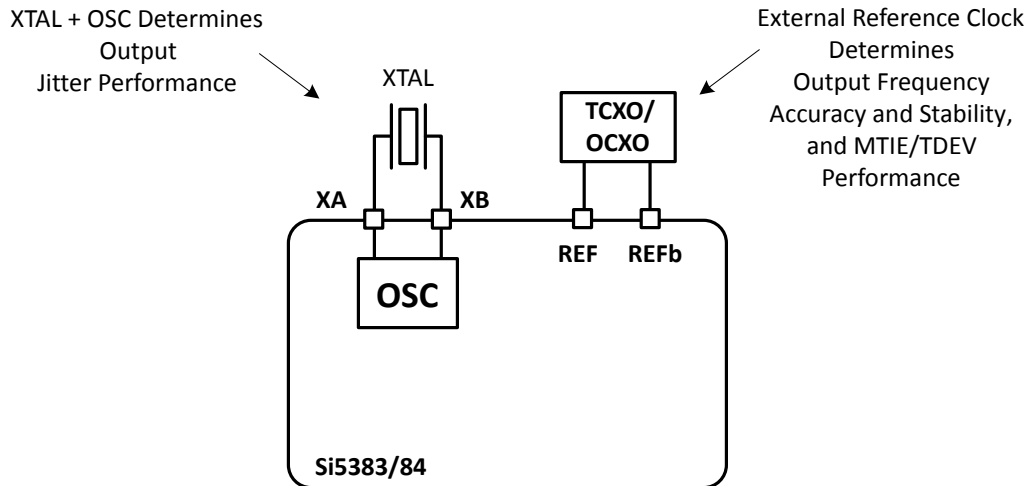 XTAL + OSC Determines
Output
Jitter Performance
External Reference Clock
Determines
Output Frequency
Accuracy and Stability,
and MTIE/TDEV
Performance
XTAL
TCXO/
OCXO
XA
XB
REF
REFb
OSC
Si5383/84